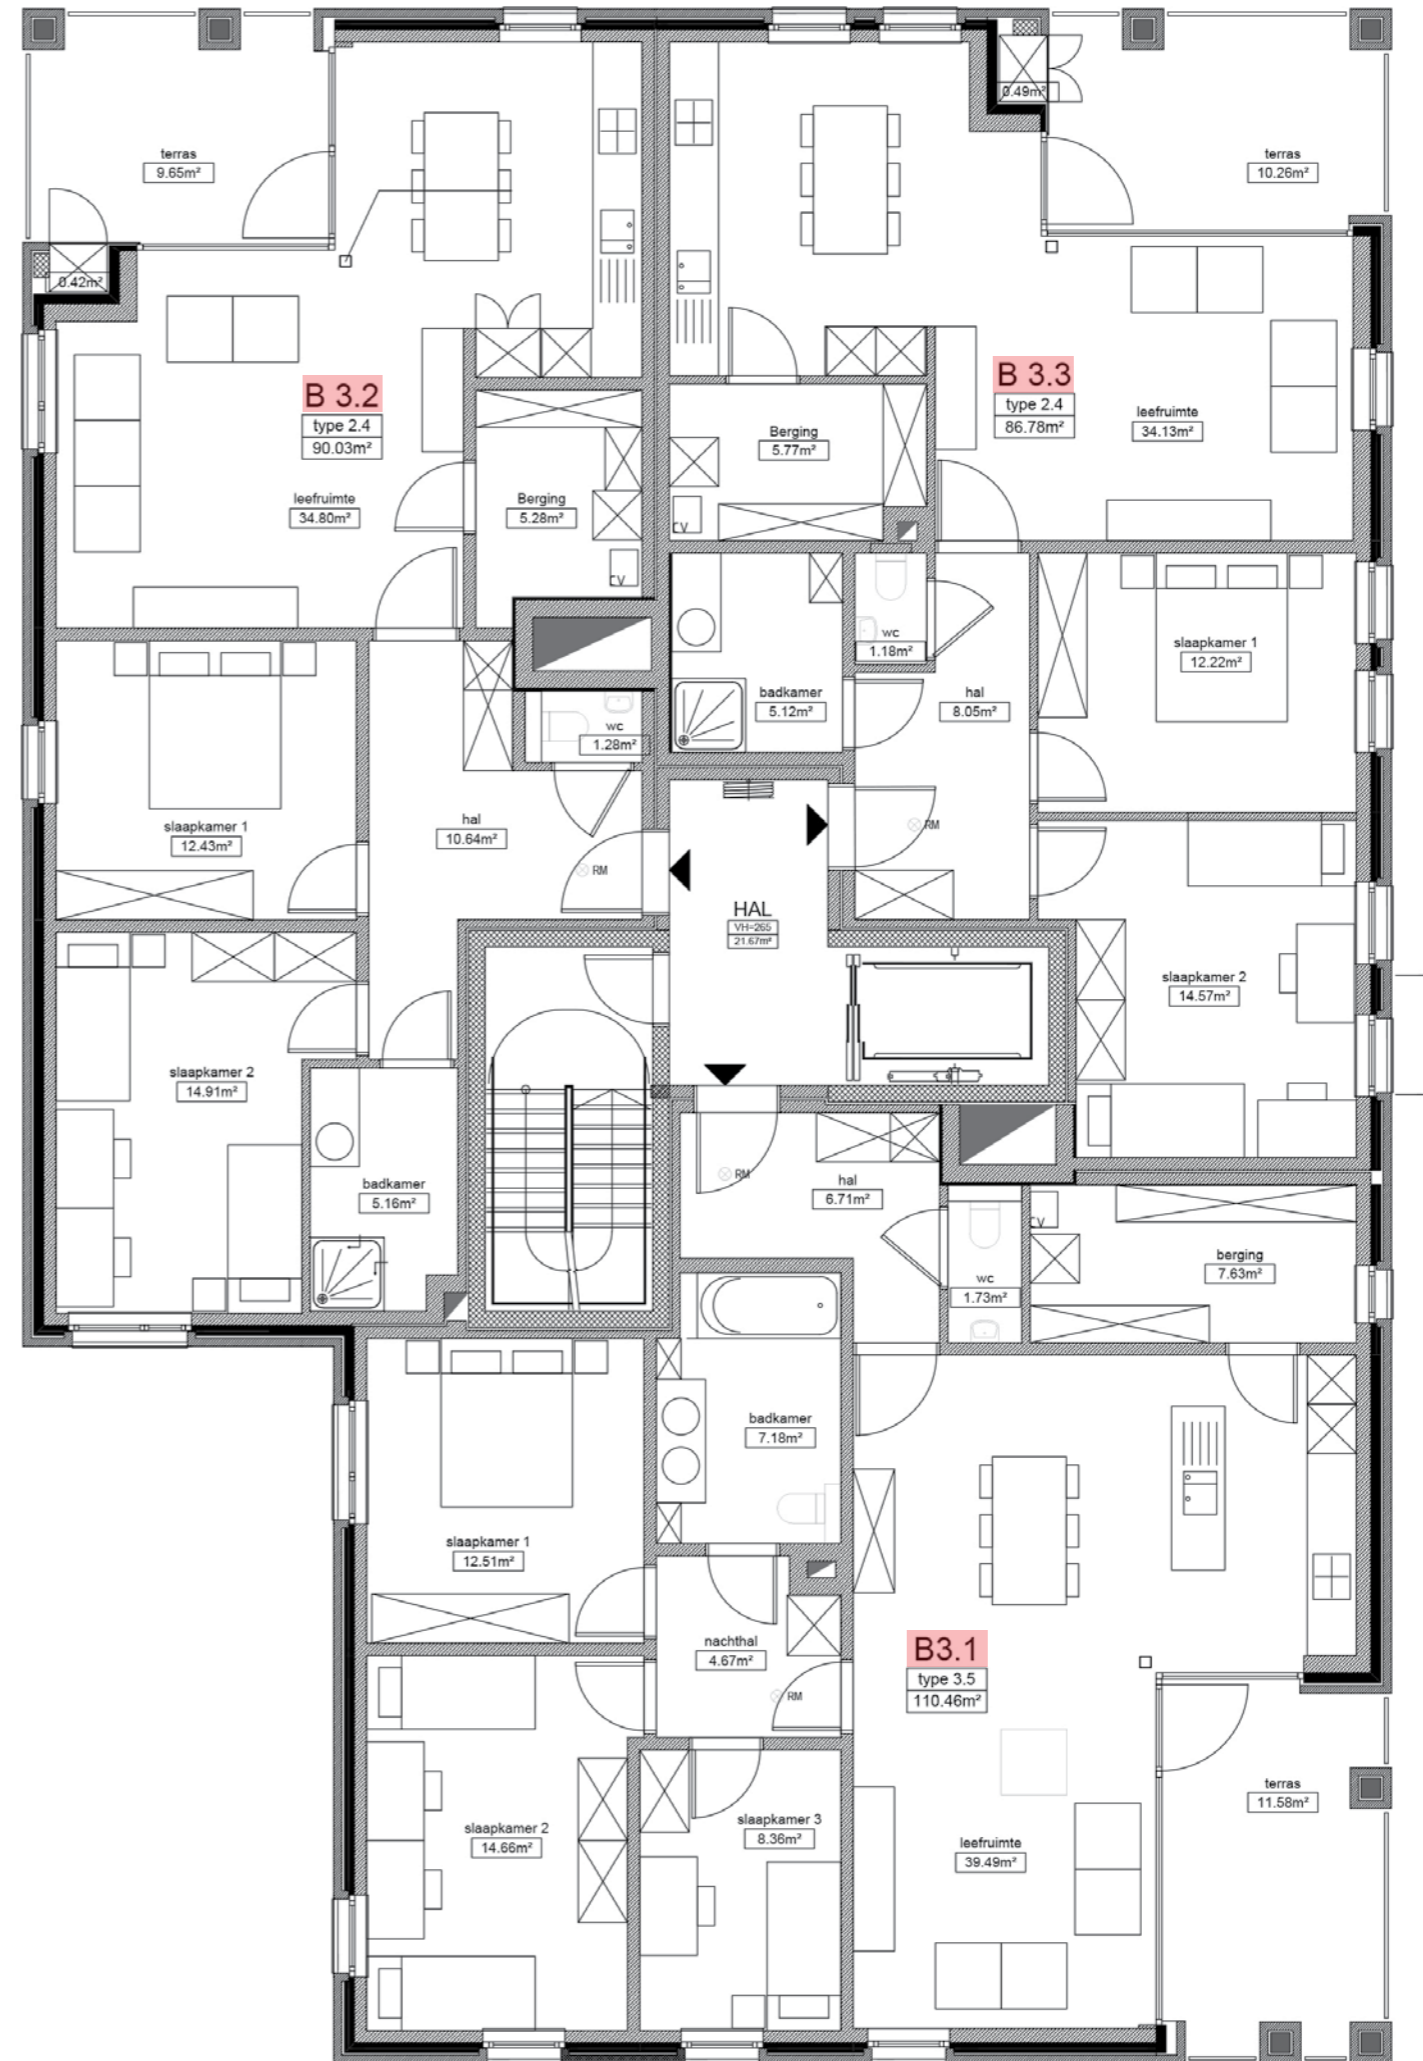 terras
9.65m²
0.42m²
B 3.2
type 2.4
90.03m²
leefruimte
34.80m²
Berging
5.28m²
CV
slaapkamer 1
12.43m²
hal
10.64m²
wc
1.28m²
RM
slaapkamer 2
14.91m²
badkamer
5.16m²
0.49m²
terras
10.26m²
B 3.3
type 2.4
86.78m²
leefruimte
34.13m²
Berging
5.77m²
CV
wc
1.18m²
badkamer
5.12m²
hal
8.05m²
slaapkamer 1
12.22m²
RM
slaapkamer 2
14.57m²
HAL
VH=265
21.67m²
RM
hal
6.71m²
wc
1.73m²
CV
berging
7.63m²
badkamer
7.18m²
slaapkamer 1
12.51m²
nachthal
4.67m²
RM
B3.1
type 3.5
110.46m²
slaapkamer 2
14.66m²
slaapkamer 3
8.36m²
leefruimte
39.49m²
terras
11.58m²